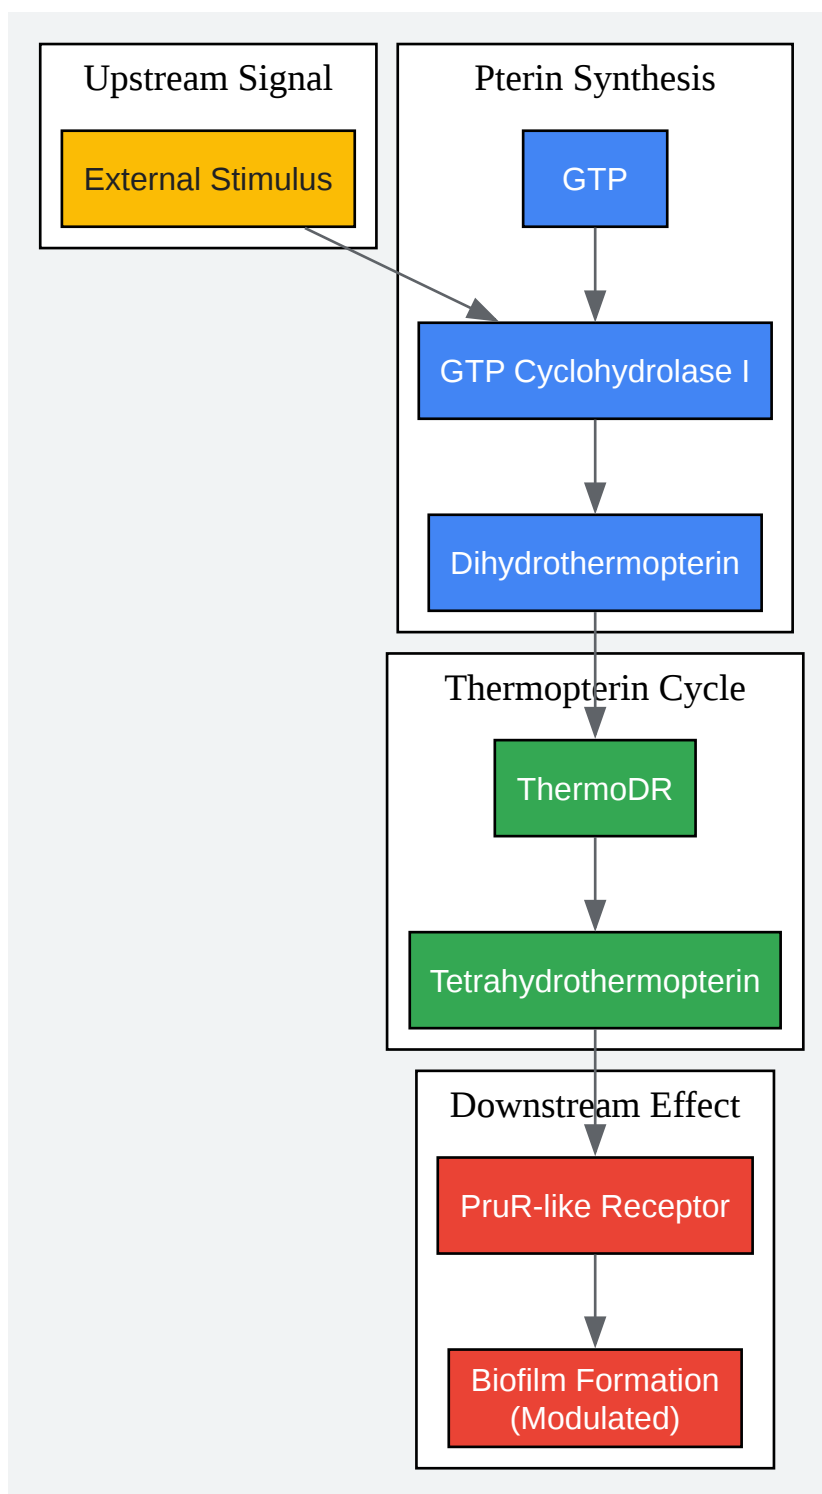 Upstream Signal
External Stimulus
Pterin Synthesis
GTP
GTP Cyclohydrolase I
Dihydrothermopterin
Thermopterin Cycle
ThermoDR
Tetrahydrothermopterin
Downstream Effect
PruR-like Receptor
Biofilm Formation
(Modulated)